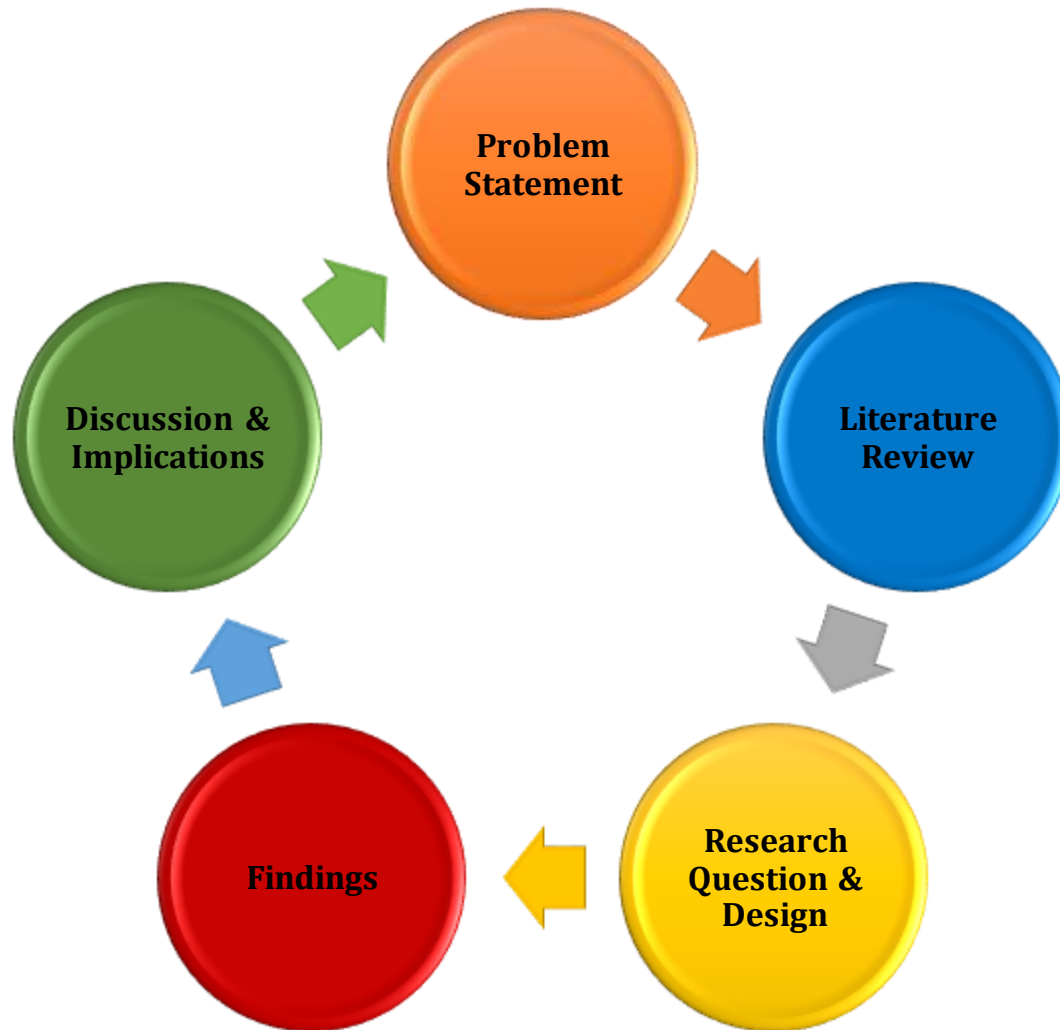 Problem
Statement
Literature
Review
Research
Question &
Design
Findings
Discussion &
Implications